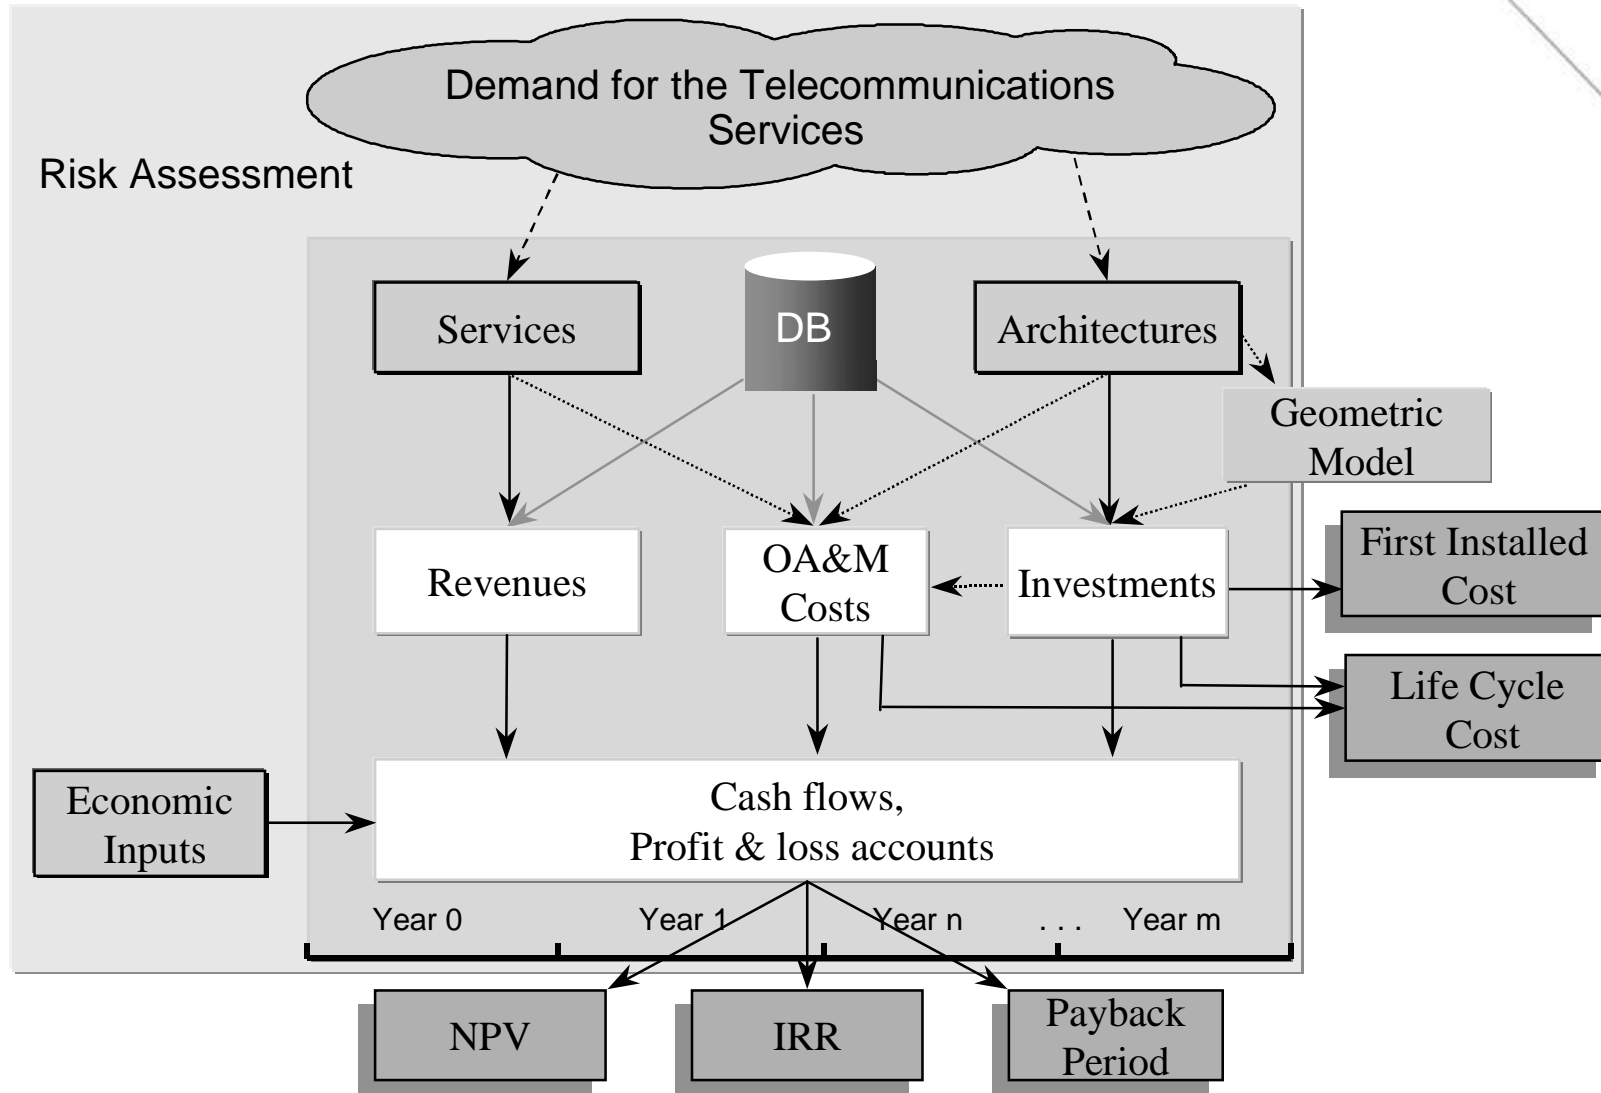 Demand for the Telecommunications
Services
Risk Assessment
Services
DB
Architectures
Geometric
Model
Revenues
OA&M
Costs
Investments
First Installed
Cost
Life Cycle
Cost
Economic
Inputs
Cash flows,
Profit & loss accounts
Year 0
Year 1
Year n
. . .
Year m
NPV
IRR
Payback
Period